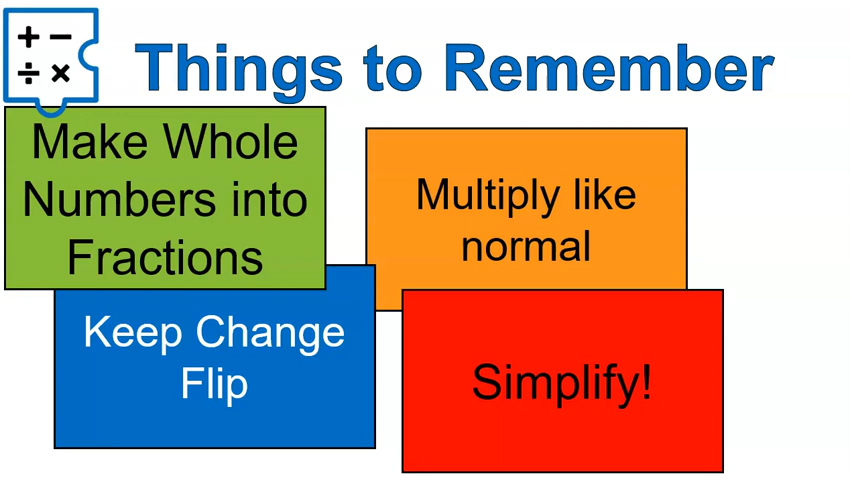 + −
÷ ×
Things to Remember
Make Whole
Numbers into
Fractions
Multiply like
normal
Keep Change
Flip
Simplify!